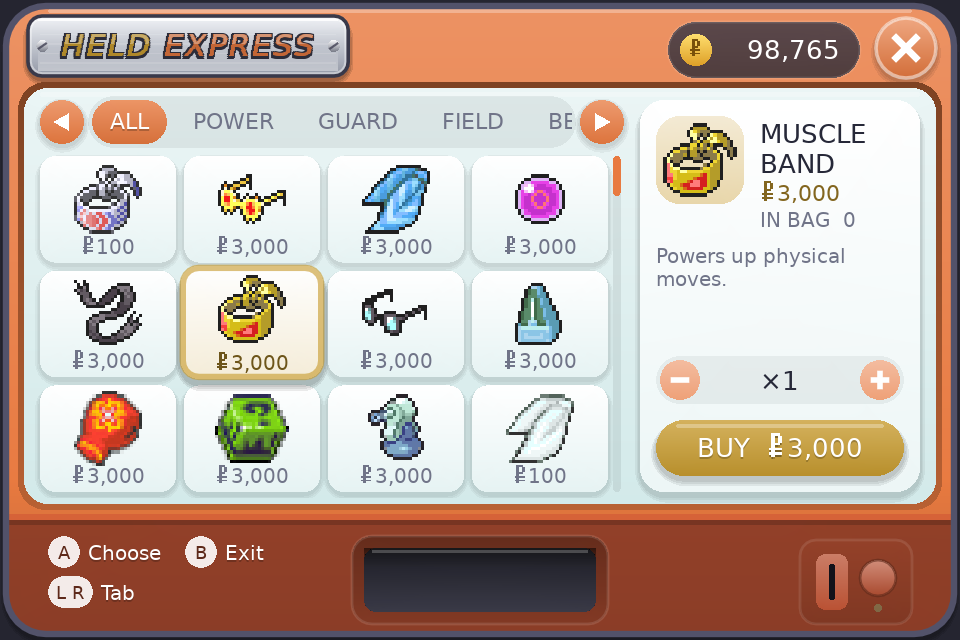 HELD EXPRESS
₽ 98,765
ALL POWER GUARD FIELD BE
₽100 ₽3,000 ₽3,000 ₽3,000
₽3,000 ₽3,000 ₽3,000 ₽3,000
₽3,000 ₽3,000 ₽3,000 ₽100
MUSCLE
BAND
₽3,000
IN BAG 0
Powers up physical
moves.
×1
BUY ₽3,000
A Choose B Exit
L R Tab